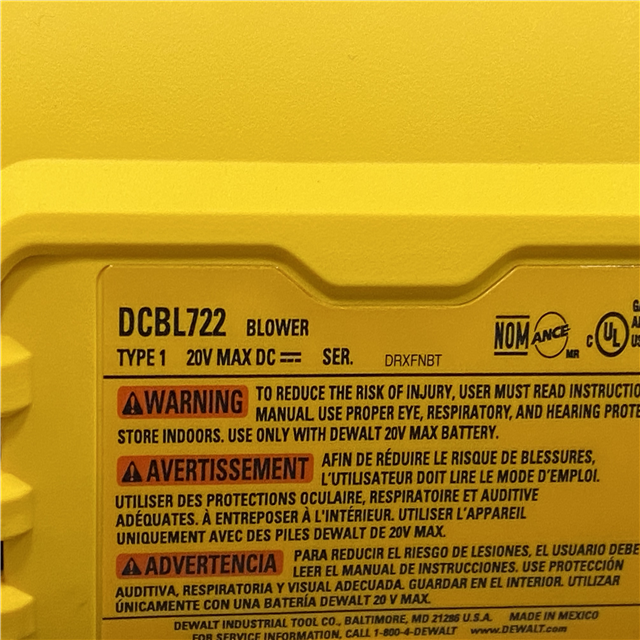 DCBL722 BLOWER
TYPE 1 20V MAX DC SER. DRXFNBT
NOM ANCE MR C UL US
WARNING TO REDUCE THE RISK OF INJURY, USER MUST READ INSTRUCTIO
MANUAL. USE PROPER EYE, RESPIRATORY, AND HEARING PROTE
STORE INDOORS. USE ONLY WITH DEWALT 20V MAX BATTERY.
AVERTISSEMENT AFIN DE RÉDUIRE LE RISQUE DE BLESSURES,
L'UTILISATEUR DOIT LIRE LE MODE D'EMPLOI.
UTILISER DES PROTECTIONS OCULAIRE, RESPIRATOIRE ET AUDITIVE
ADÉQUATES. À ENTREPOSER À L'INTÉRIEUR. UTILISER L'APPAREIL
UNIQUEMENT AVEC DES PILES DEWALT DE 20V MAX.
ADVERTENCIA PARA REDUCIR EL RIESGO DE LESIONES, EL USUARIO DEBE
LEER EL MANUAL DE INSTRUCCIONES. USE PROTECCIÓN
AUDITIVA, RESPIRATORIA Y VISUAL ADECUADA. GUARDAR EN EL INTERIOR. UTILIZAR
ÚNICAMENTE CON UNA BATERÍA DEWALT 20 V MAX.
DEWALT INDUSTRIAL TOOL CO., BALTIMORE, MD 21286 U.S.A. MADE IN MEXICO
FOR SERVICE INFORMATION, CALL 1-800-4-DEWALT www.DEWALT.com